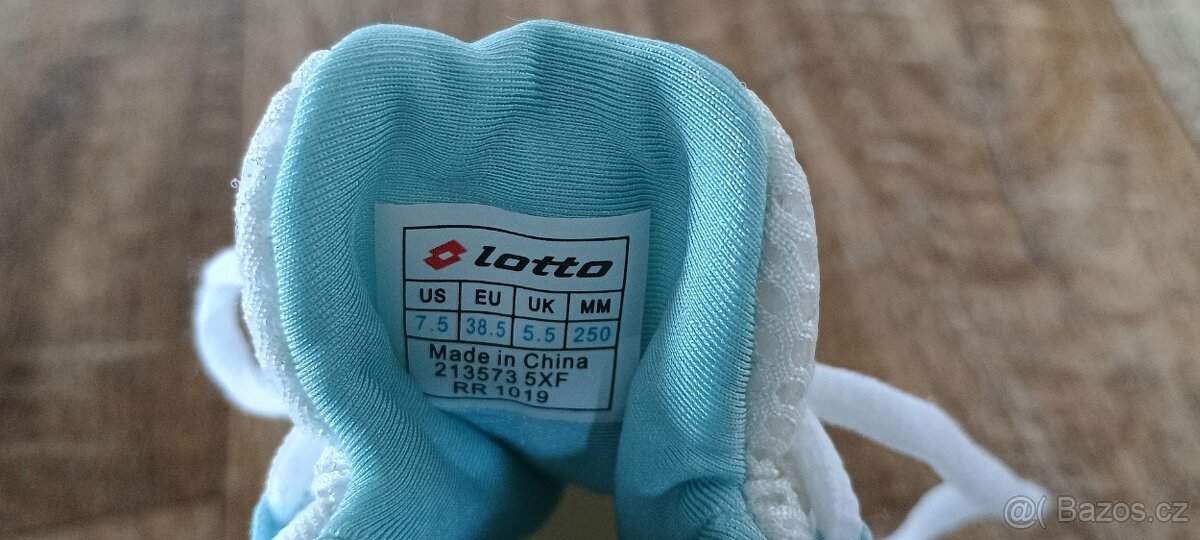 lotto
US EU UK MM
7.5 38.5 5.5 250
Made in China
213573 5XF
RR 1019
@( Bazos.cz